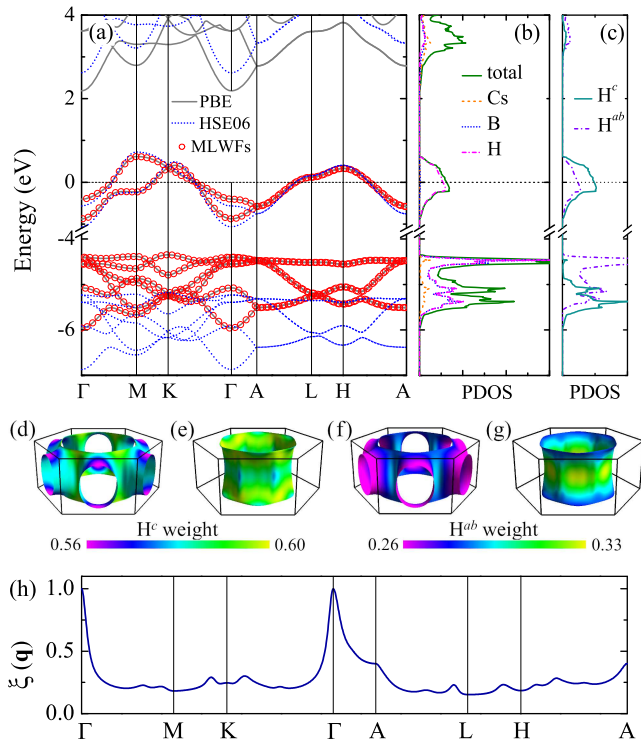 (a) (b) (c)
4
2
0
-4
-6
Energy (eV)
PBE
HSE06
MLWFs
total
Cs
B
H
H^c
H^ab
Γ M K Γ A L H A
PDOS PDOS
(d) (e) (f) (g)
H^c weight H^ab weight
0.56 0.60 0.26 0.33
(h)
1.0
0.5
0.0
ξ (q)
Γ M K Γ A L H A